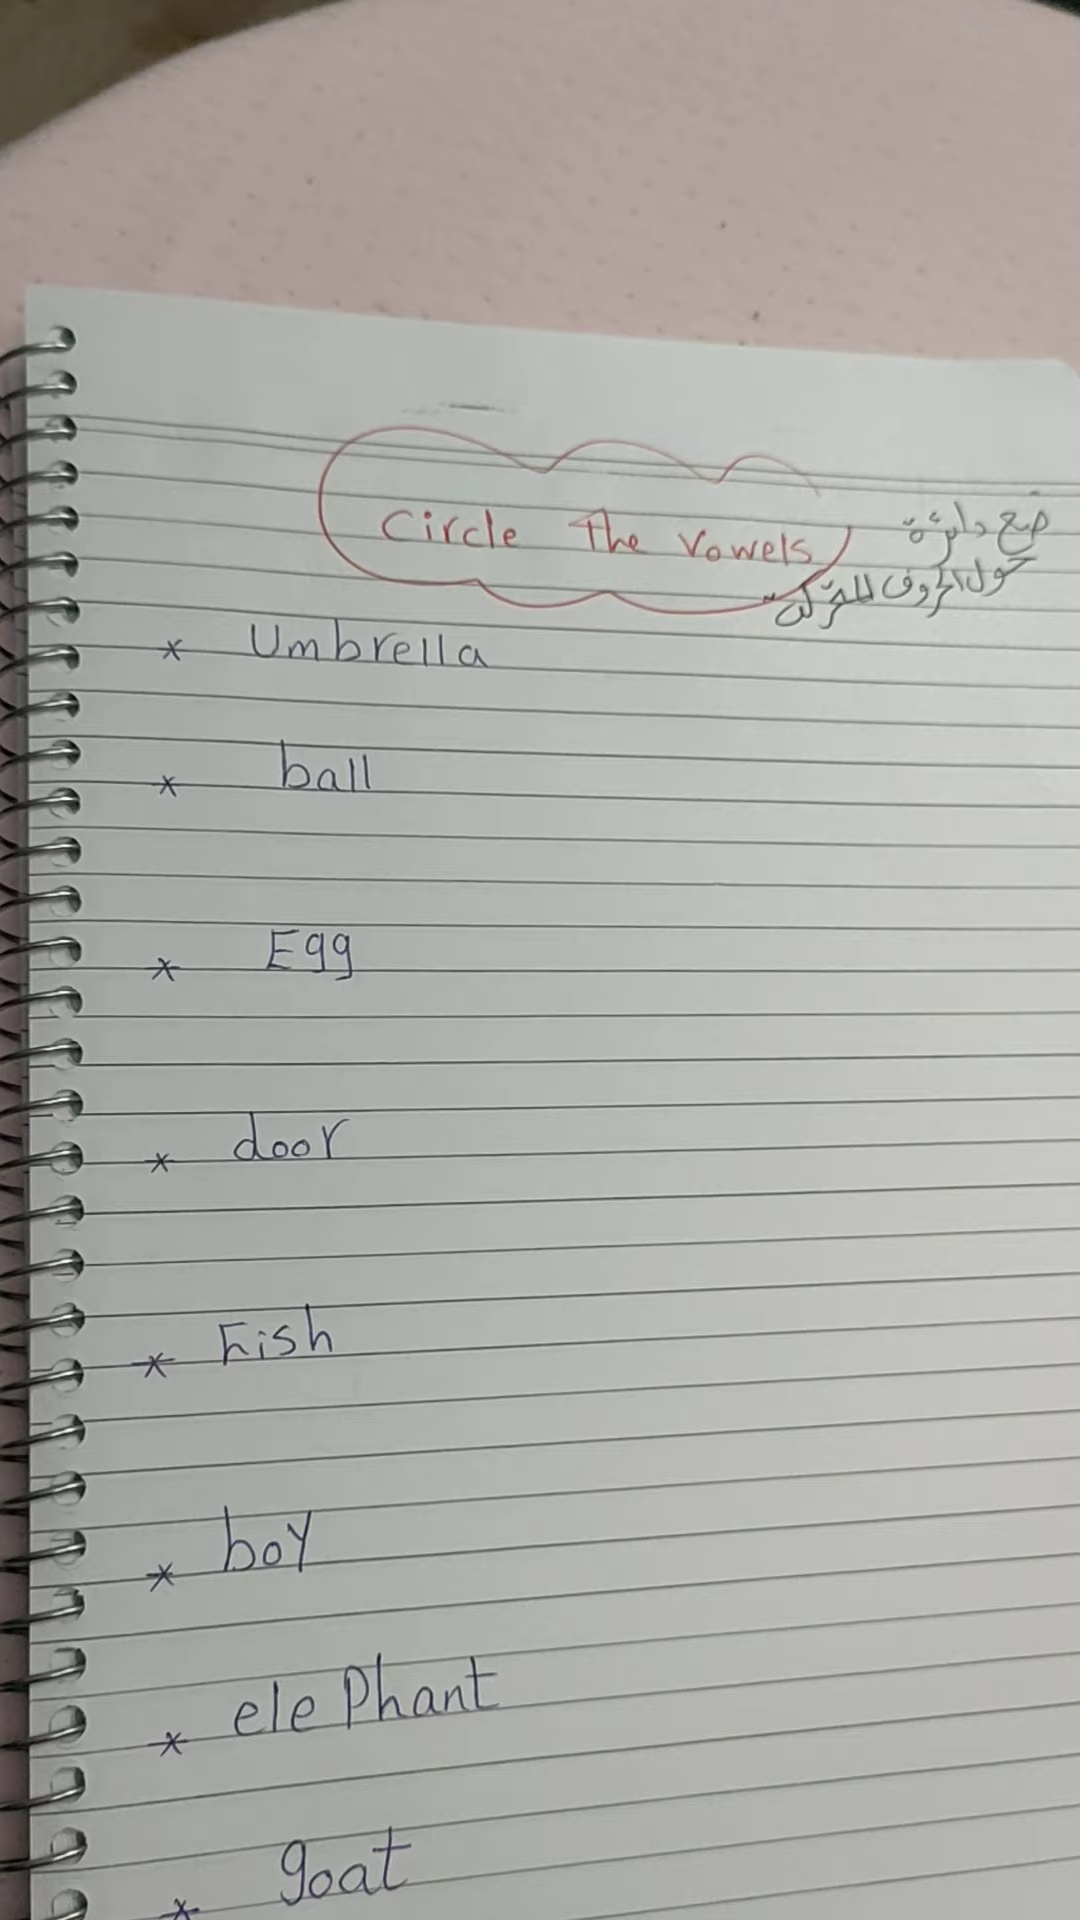 Circle The Vowels
ضع دائرة
حول الحروف المتحركة
* Umbrella
* ball
* Egg
* door
* Fish
* boy
* elePhant
* goat